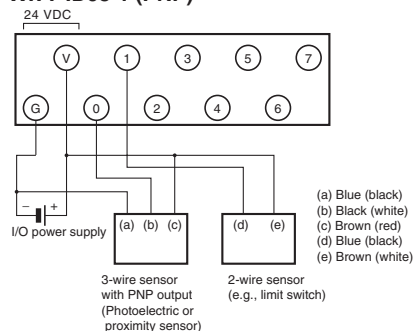 24 VDC
V 1 3 5 7
G 0 2 4 6
− +
I/O power supply
(a) (b) (c)
(d) (e)
3-wire sensor
with PNP output
(Photoelectric or
proximity sensor)
2-wire sensor
(e.g., limit switch)
(a) Blue (black)
(b) Black (white)
(c) Brown (red)
(d) Blue (black)
(e) Brown (white)